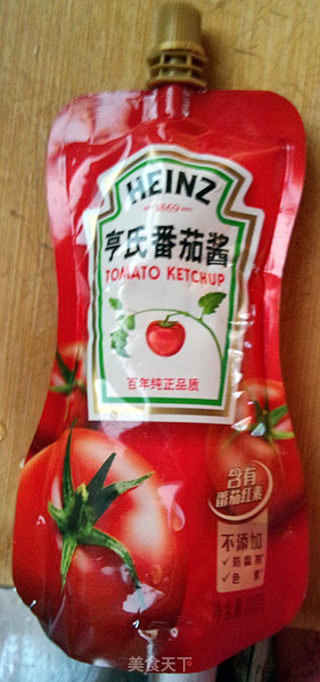 HEINZ
1869
亨氏番茄酱
TOMATO KETCHUP
百年纯正品质
含有
番茄红素
不添加
✓防腐剂
✓色素
美食天下